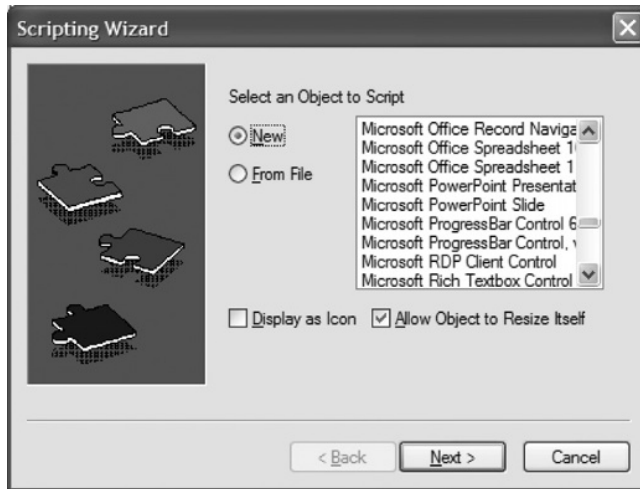 Scripting Wizard
Select an Object to Script
New
From File
Microsoft Office Record Naviga
Microsoft Office Spreadsheet 1
Microsoft Office Spreadsheet 1
Microsoft PowerPoint Presentat
Microsoft PowerPoint Slide
Microsoft ProgressBar Control 6
Microsoft ProgressBar Control, v
Microsoft RDP Client Control
Microsoft Rich Textbox Control
Display as Icon
Allow Object to Resize Itself
< Back
Next >
Cancel